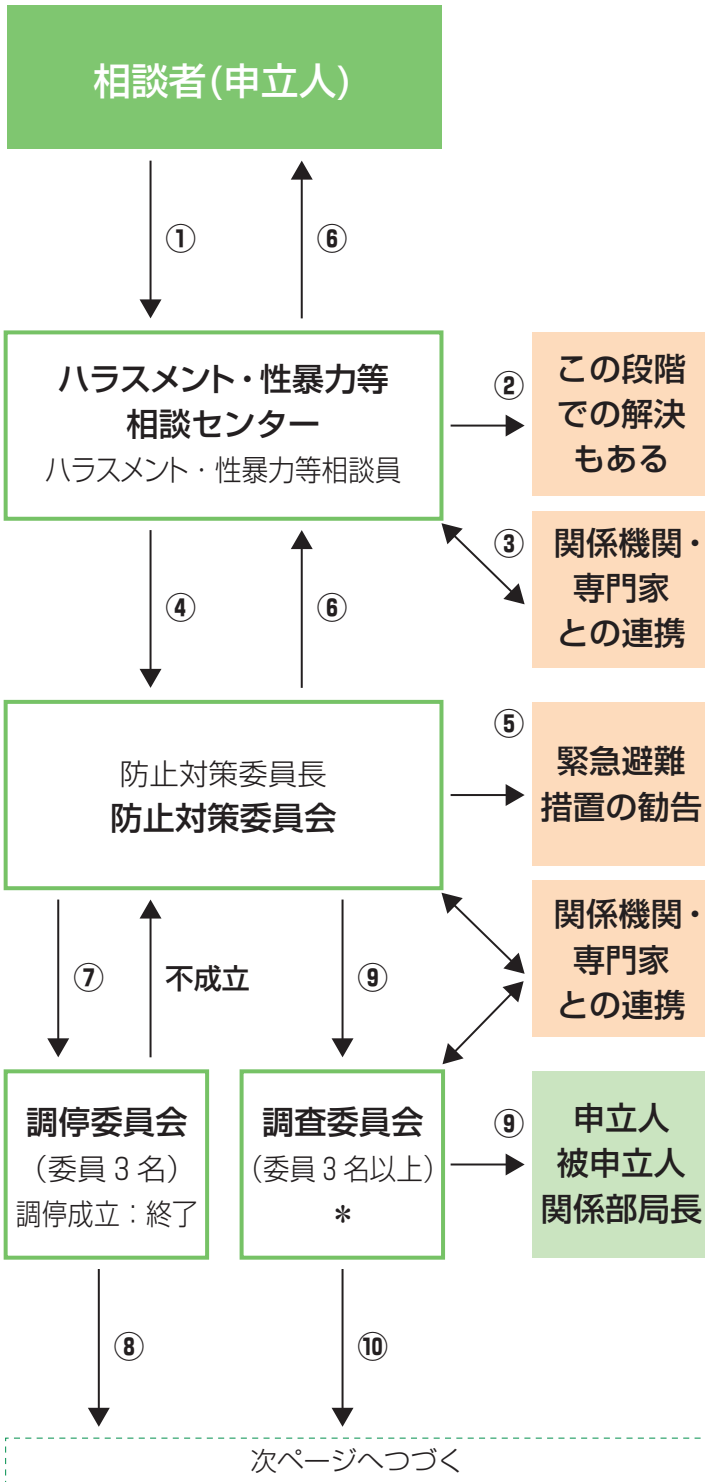 相談者(申立人)
①
⑥
ハラスメント・性暴力等
相談センター
ハラスメント・性暴力等相談員
②
この段階
での解決
もある
③
関係機関・
専門家
との連携
④
⑥
防止対策委員長
防止対策委員会
⑤
緊急避難
措置の勧告
関係機関・
専門家
との連携
⑦
不成立
⑨
調停委員会
（委員 3 名）
調停成立：終了
調査委員会
（委員 3 名以上）
＊
⑨
申立人
被申立人
関係部局長
⑧
⑩
次ページへつづく